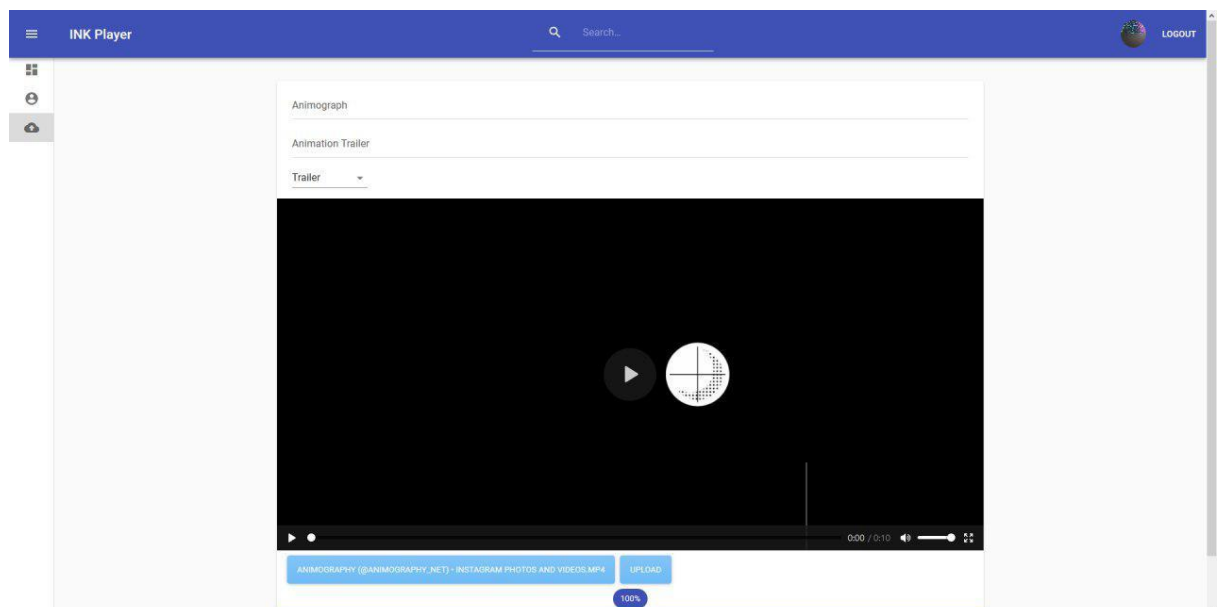 INK Player
Search...
LOGOUT
Animograph
Animation Trailer
Trailer
0:00 / 0:10
ANIMOGRAPHY (@ANIMOGRAPHY_NET) - INSTAGRAM PHOTOS AND VIDEOS.MP4
UPLOAD
100%